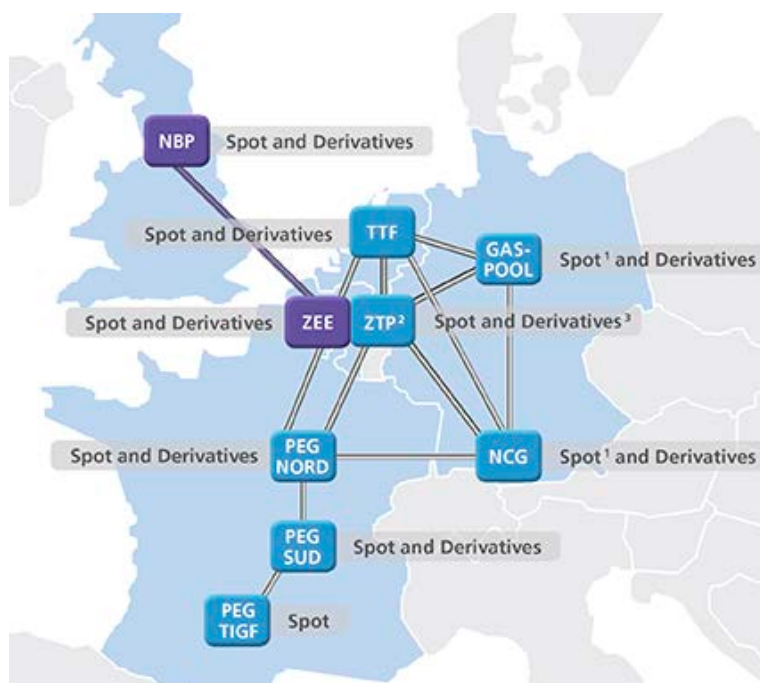 NBP
Spot and Derivatives
Spot and Derivatives
TTF
GAS-
POOL
Spot¹ and Derivatives
Spot and Derivatives
ZEE
ZTP²
Spot and Derivatives³
Spot and Derivatives
PEG
NORD
NCG
Spot¹ and Derivatives
PEG
SUD
Spot and Derivatives
PEG
TIGF
Spot